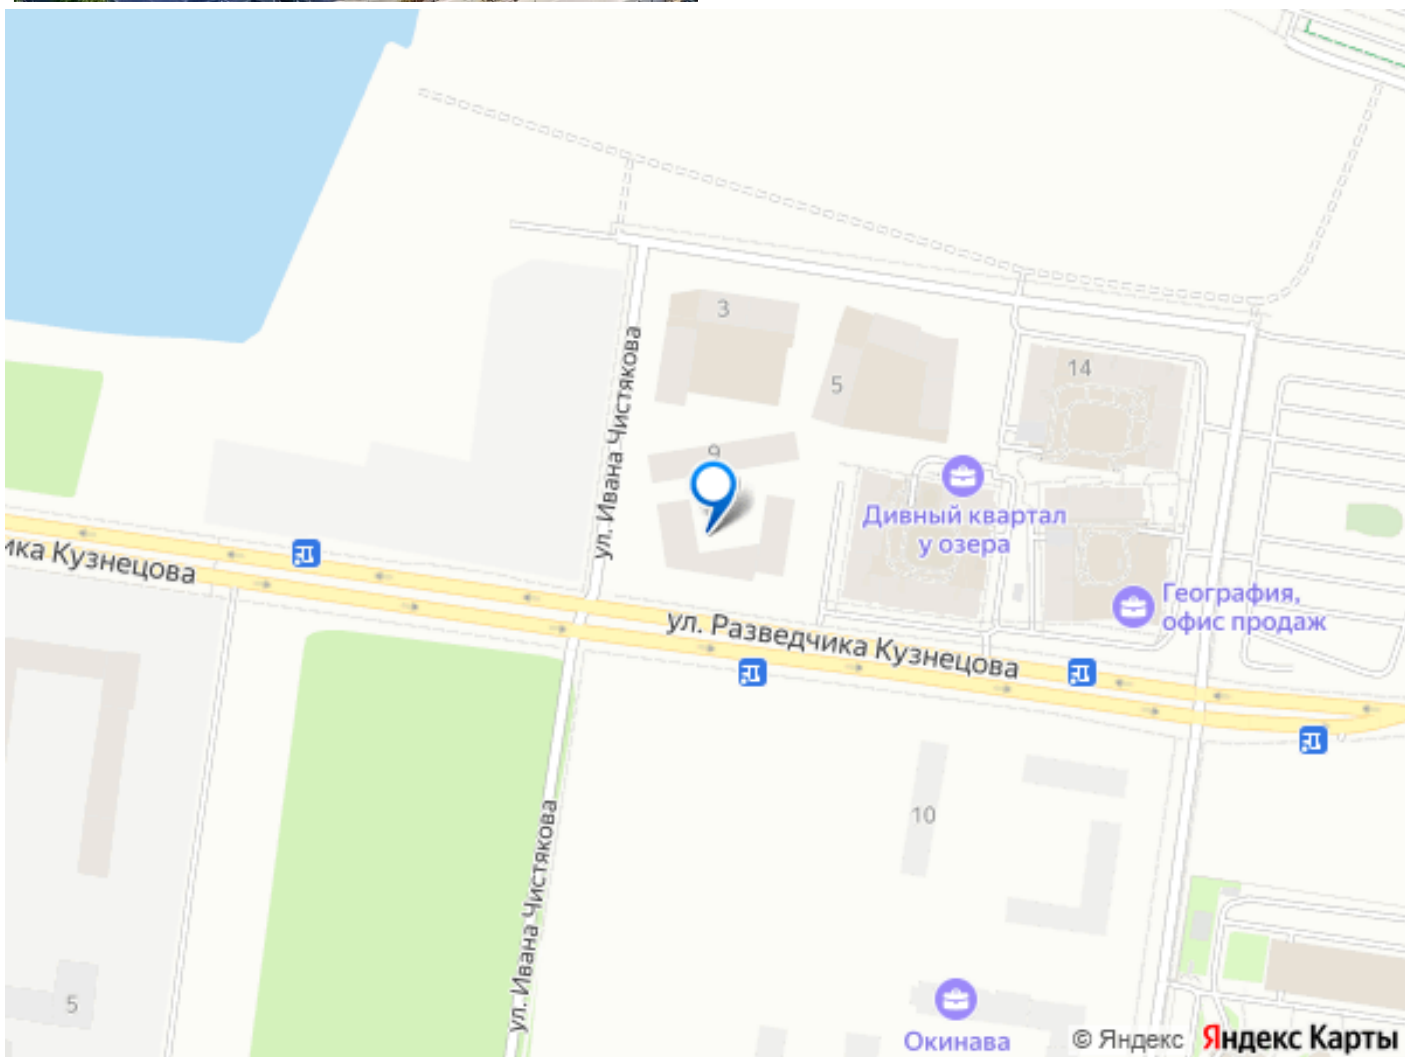 3
5
14
9
ул. Ивана Чистякова
Дивный квартал
у озера
География,
офис продаж
ика Кузнецова
ул. Разведчика Кузнецова
ул. Ивана Чистякова
10
5
Окинава
© Яндекс Яндекс Карты